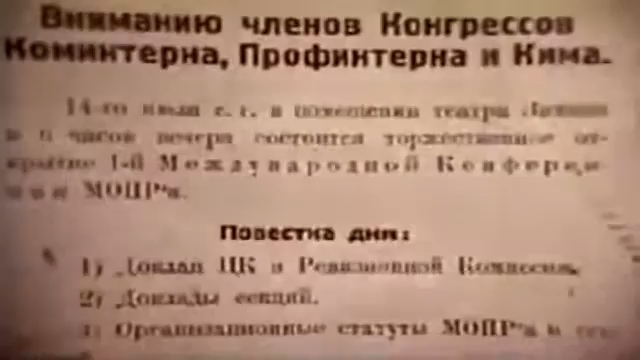 Вниманию членов Конгрессов
Коминтерна, Профинтерна и Кима.
14-го июля с. г. в помещении театра
в 6 часов вечера состоится торжественное от-
крытие 1-й Международной Конферен-
ции МОПР'а.
Повестка дня:
1) Доклад ЦК и Ревизионной Комиссии.
2) Доклады секций.
Организационные статуты МОПР'а и